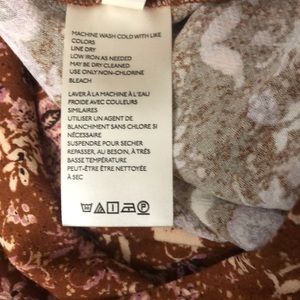 MACHINE WASH COLD WITH LIKE
COLORS
LINE DRY
LOW IRON AS NEEDED
MAY BE DRY CLEANED
USE ONLY NON-CHLORINE
BLEACH
LAVER À LA MACHINE À L'EAU
FROIDE AVEC COULEURS
SIMILAIRES
UTILISER UN AGENT DE
BLANCHIMENT SANS CHLORE SI
NÉCESSAIRE
SUSPENDRE POUR SECHER
REPASSER, AU BESOIN, À TRÈS
BASSE TEMPÉRATURE
PEUT-ÊTRE ÊTRE NETTOYÉE
À SEC